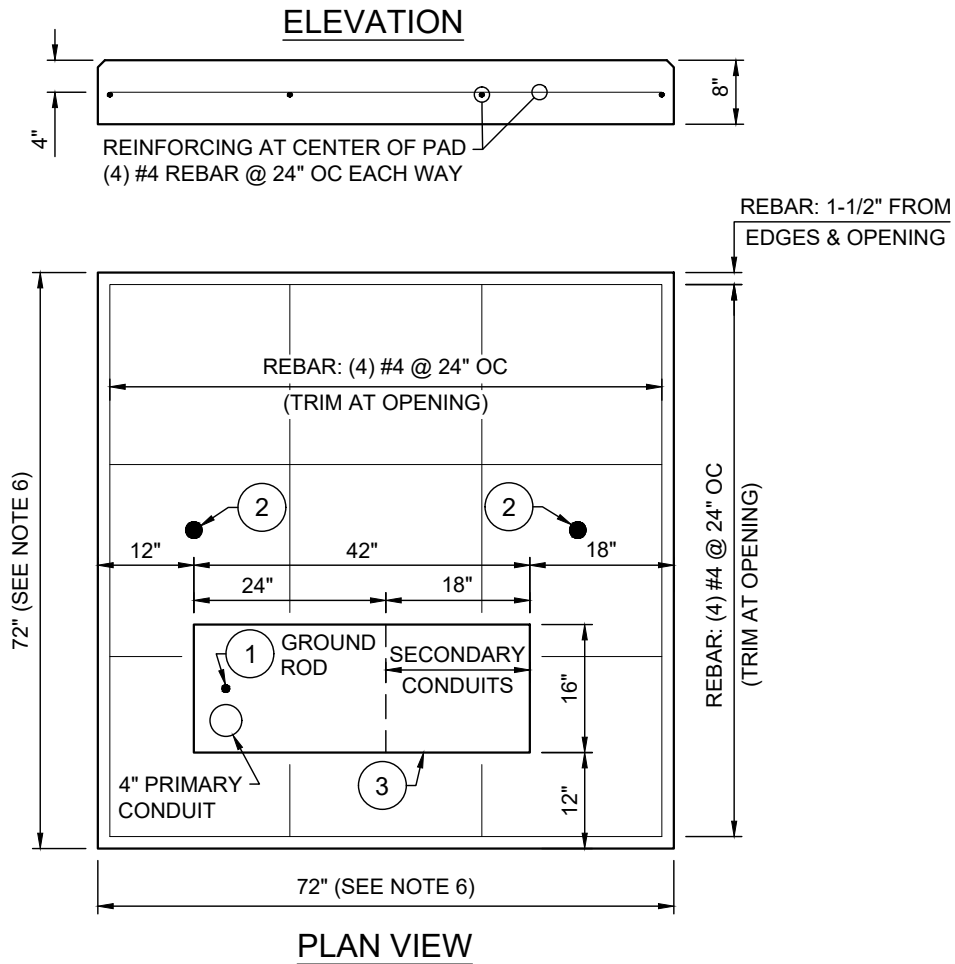 ELEVATION
4"
8"
REINFORCING AT CENTER OF PAD
(4) #4 REBAR @ 24" OC EACH WAY
REBAR: 1-1/2" FROM
EDGES & OPENING
REBAR: (4) #4 @ 24" OC
(TRIM AT OPENING)
72" (SEE NOTE 6)
2
2
12"
42"
18"
24"
18"
REBAR: (4) #4 @ 24" OC
(TRIM AT OPENING)
1
GROUND
ROD
SECONDARY
CONDUITS
16"
4" PRIMARY
CONDUIT
3
12"
72" (SEE NOTE 6)
PLAN VIEW